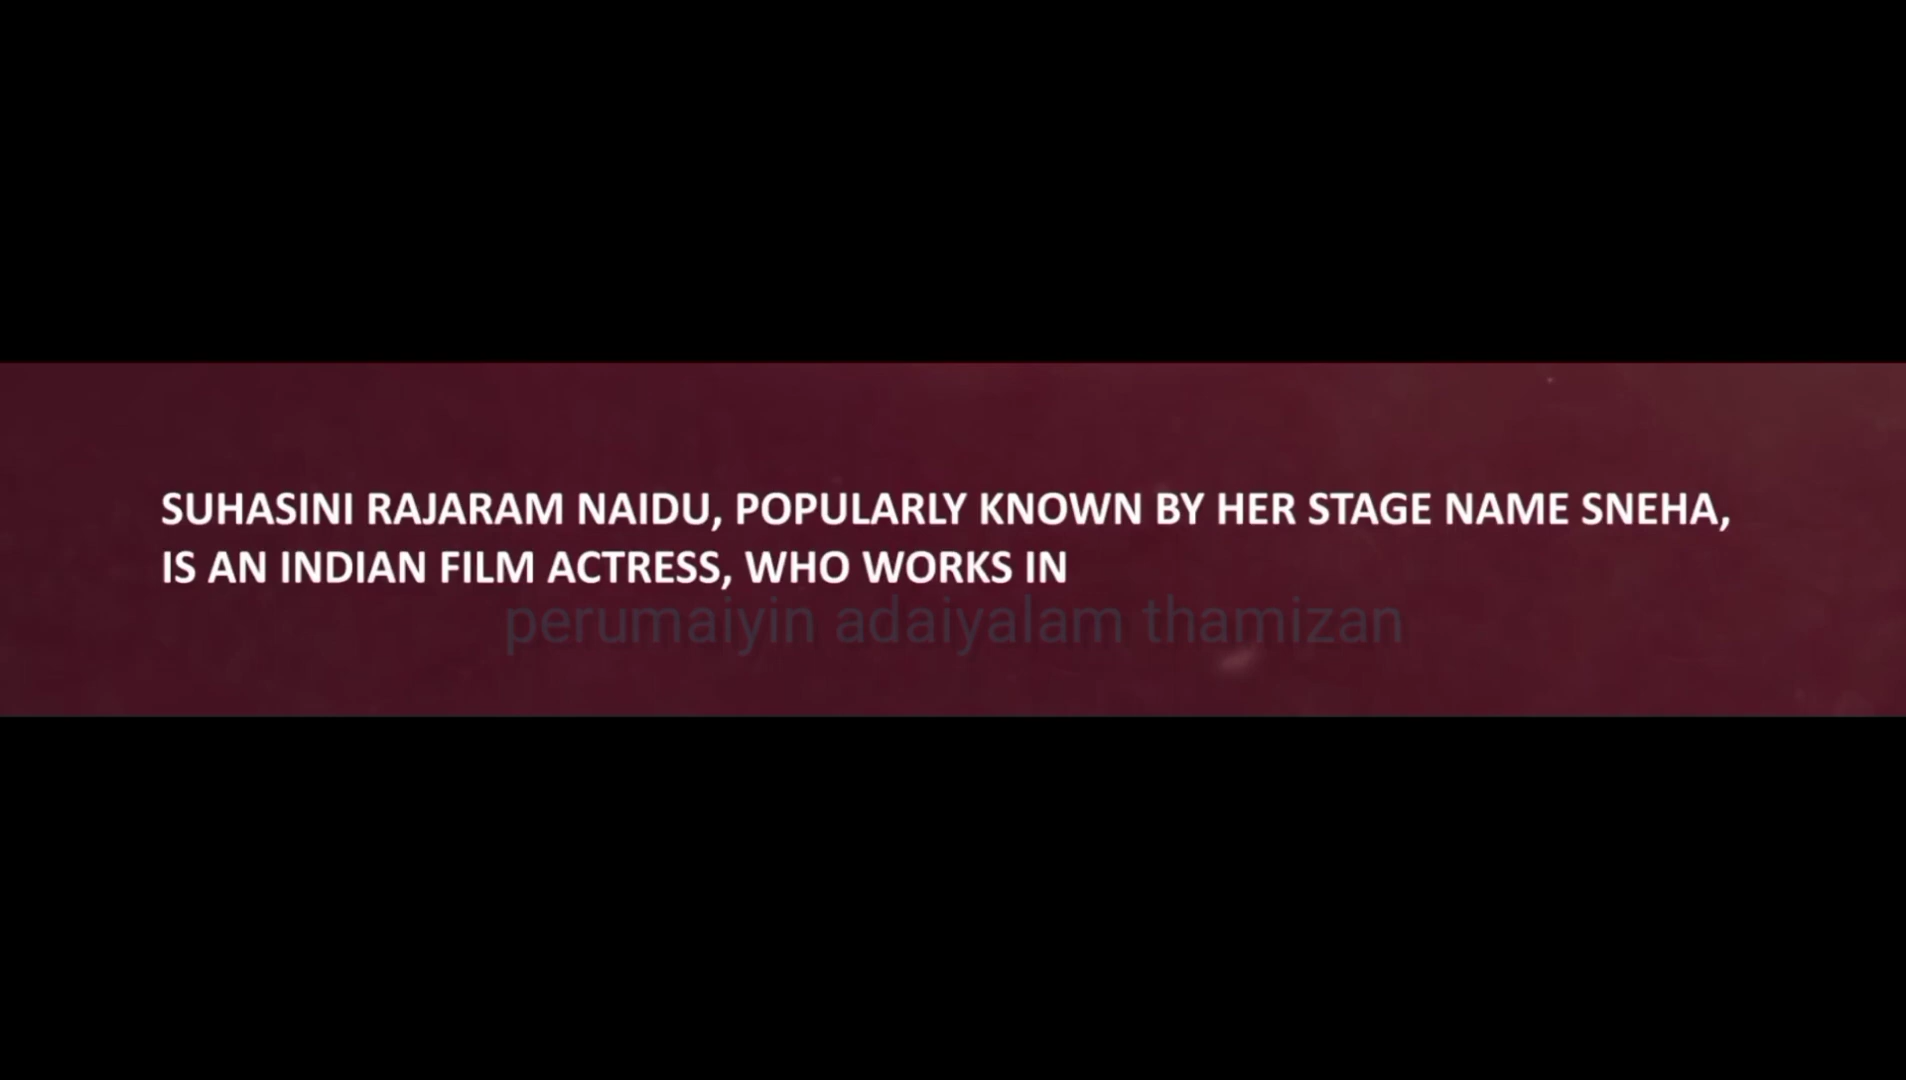 SUHASINI RAJARAM NAIDU, POPULARLY KNOWN BY HER STAGE NAME SNEHA,
IS AN INDIAN FILM ACTRESS, WHO WORKS IN
perumaiyin adaiyalam thamizan